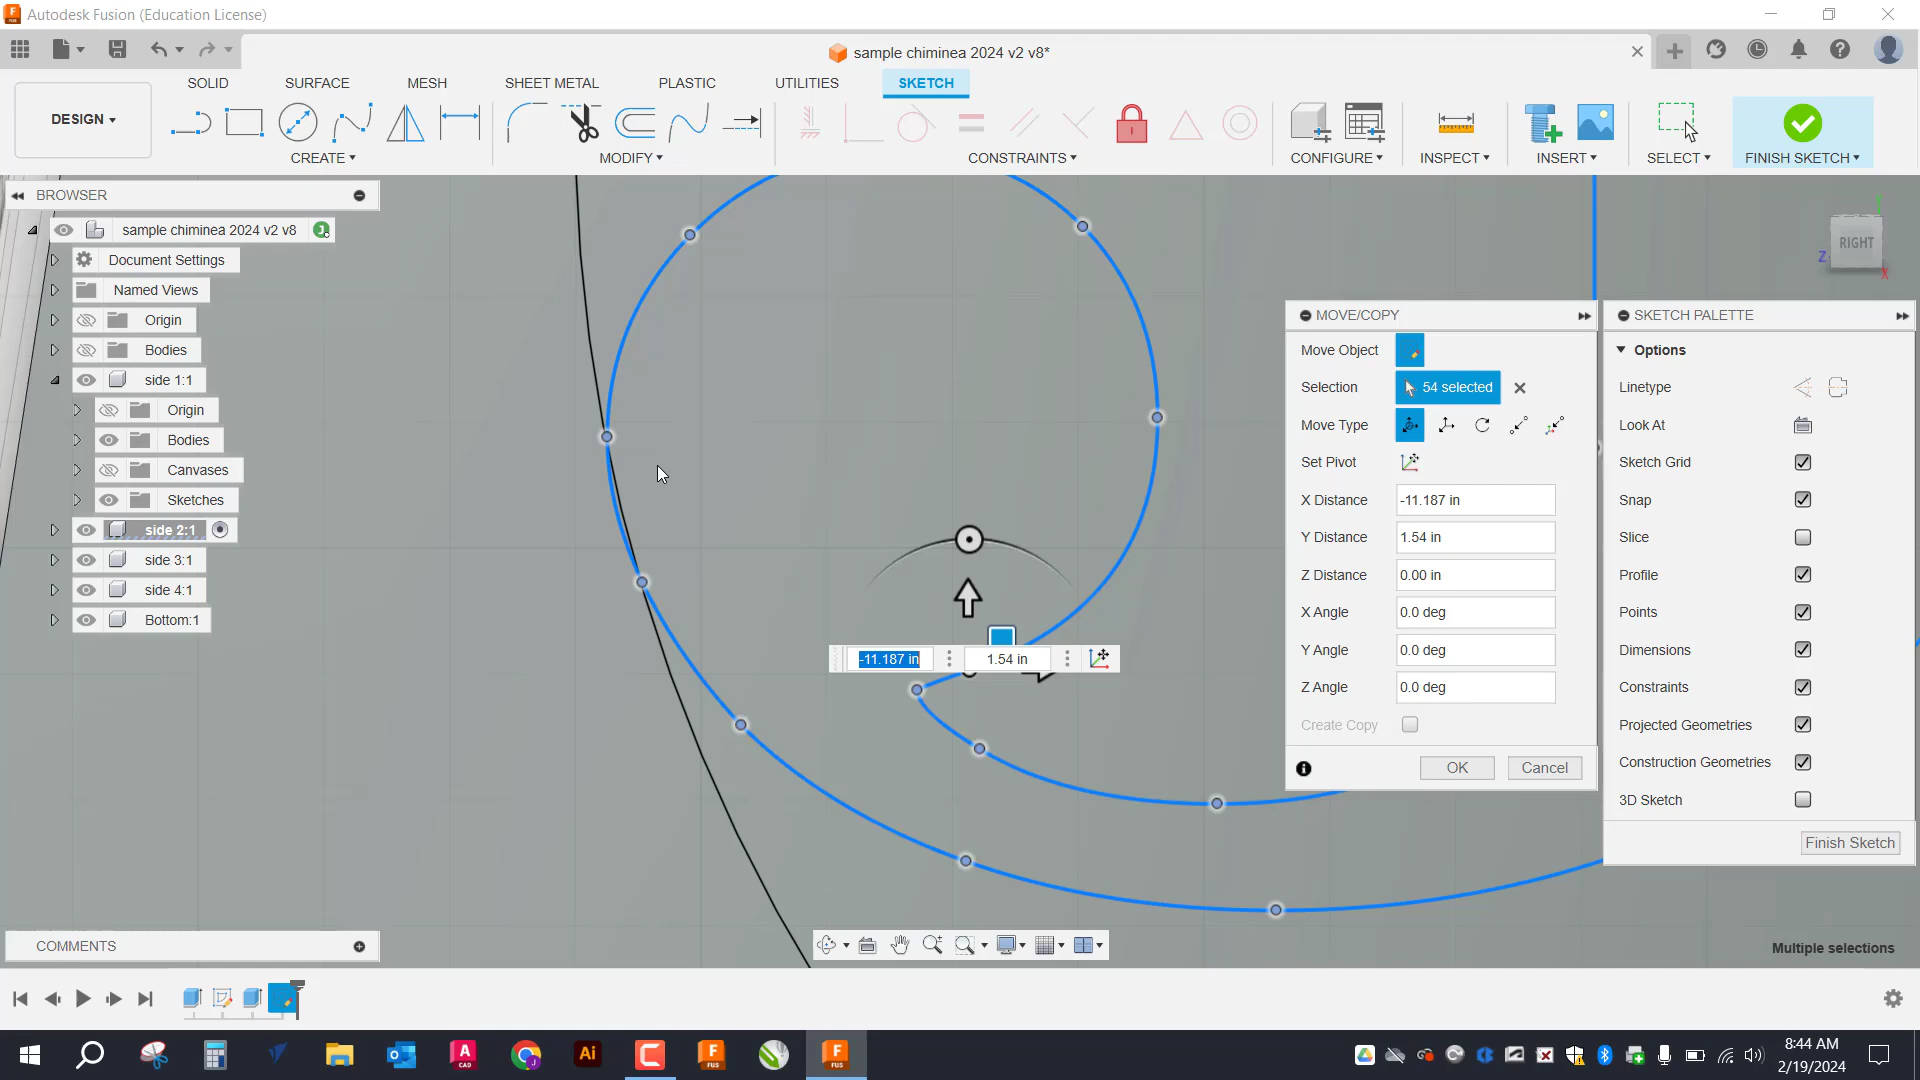 Autodesk Fusion (Education License)
sample chiminea 2024 v2 v8*
SOLID SURFACE MESH SHEET METAL PLASTIC UTILITIES SKETCH
DESIGN
CREATE MODIFY CONSTRAINTS CONFIGURE INSPECT INSERT SELECT FINISH SKETCH
BROWSER
sample chiminea 2024 v2 v8
Document Settings
Named Views
Origin
Bodies
side 1:1
Origin
Bodies
Canvases
Sketches
side 2:1
side 3:1
side 4:1
Bottom:1
RIGHT
Z
X
-11.187 in 1.54 in
MOVE/COPY
Move Object
Selection 54 selected
Move Type
Set Pivot
X Distance -11.187 in
Y Distance 1.54 in
Z Distance 0.00 in
X Angle 0.0 deg
Y Angle 0.0 deg
Z Angle 0.0 deg
Create Copy
OK Cancel
SKETCH PALETTE
Options
Linetype
Look At
Sketch Grid
Snap
Slice
Profile
Points
Dimensions
Constraints
Projected Geometries
Construction Geometries
3D Sketch
Finish Sketch
COMMENTS
Multiple selections
A
CAD
Ai
F
FUS
F
FUS
8:44 AM
2/19/2024